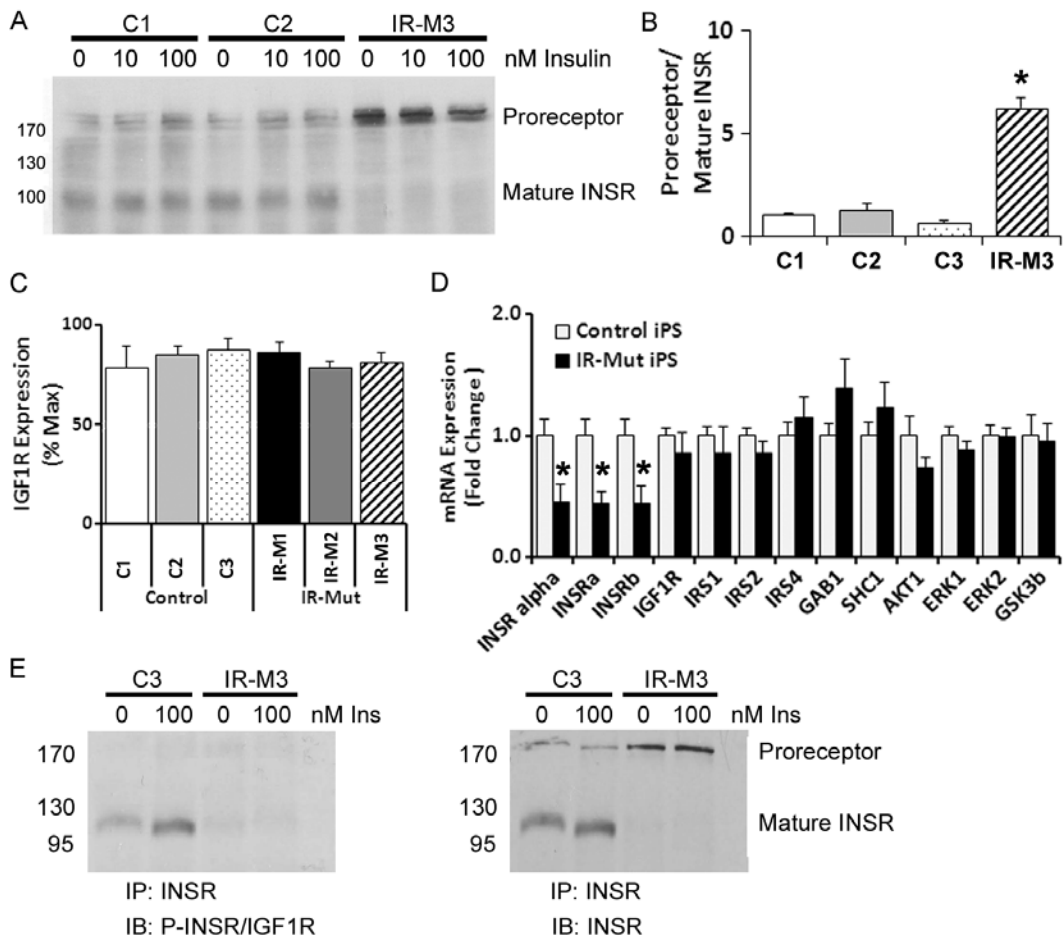 A
C1 C2 IR-M3
0 10 100 0 10 100 0 10 100 nM Insulin
170
130
100
Proreceptor
Mature INSR
B
Proreceptor/
Mature INSR
10
5
0
*
C1 C2 C3 IR-M3
C
IGF1R Expression
(% Max)
100
50
0
C1 C2 C3 IR-M1 IR-M2 IR-M3
Control IR-Mut
D
mRNA Expression
(Fold Change)
2.0
1.0
0.0
Control iPS
IR-Mut iPS
* * *
INSR alpha INSRa INSRb IGF1R IRS1 IRS2 IRS4 GAB1 SHC1 AKT1 ERK1 ERK2 GSK3b
E
C3 IR-M3
0 100 0 100 nM Ins
170
130
95
IP: INSR
IB: P-INSR/IGF1R
C3 IR-M3
0 100 0 100 nM Ins
170
130
95
Proreceptor
Mature INSR
IP: INSR
IB: INSR